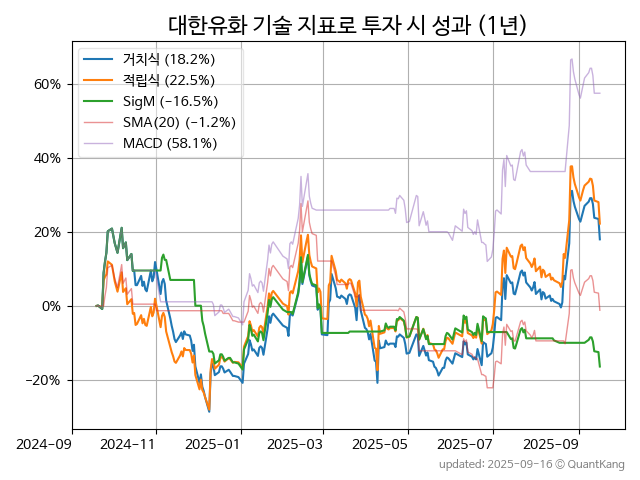 대한유화 기술 지표로 투자 시 성과 (1년)
거치식 (18.2%)
적립식 (22.5%)
SigM (−16.5%)
SMA(20) (−1.2%)
MACD (58.1%)
60%
40%
20%
0%
−20%
2024-09 2024-11 2025-01 2025-03 2025-05 2025-07 2025-09
updated: 2025-09-16 ⓒ QuantKang